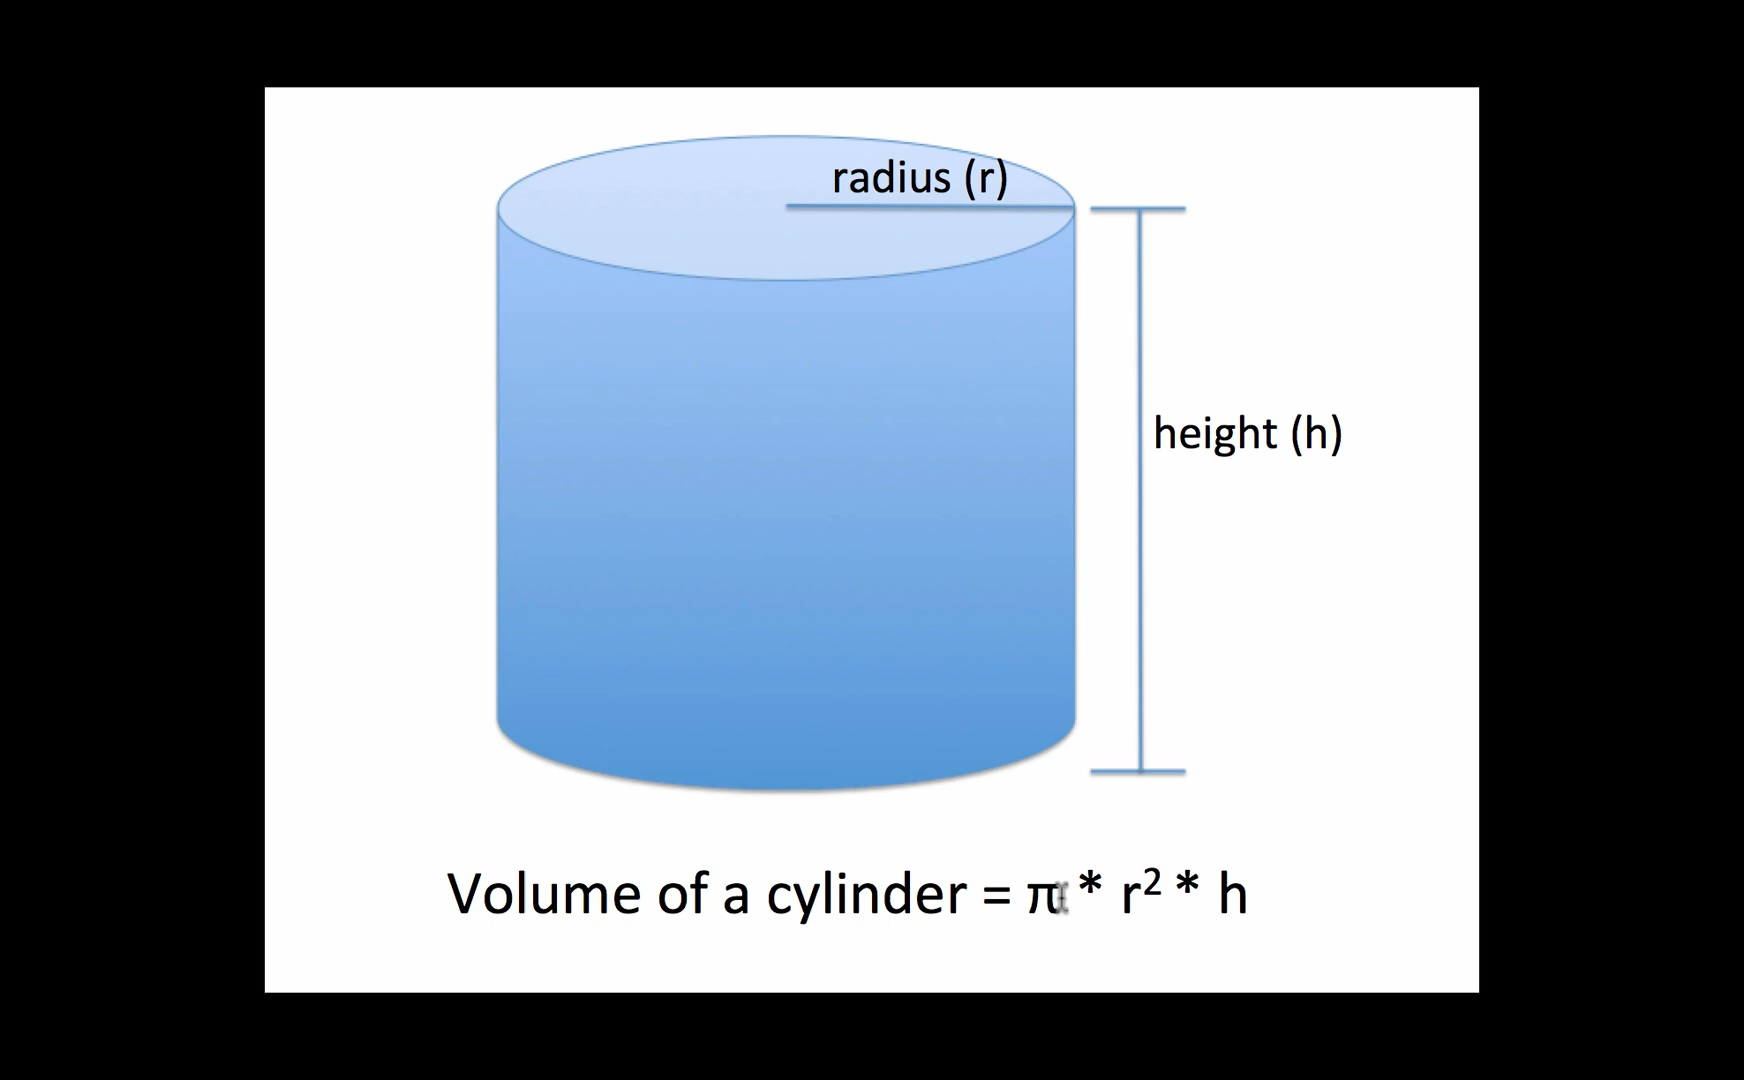 radius (r)
height (h)
Volume of a cylinder = π * r² * h